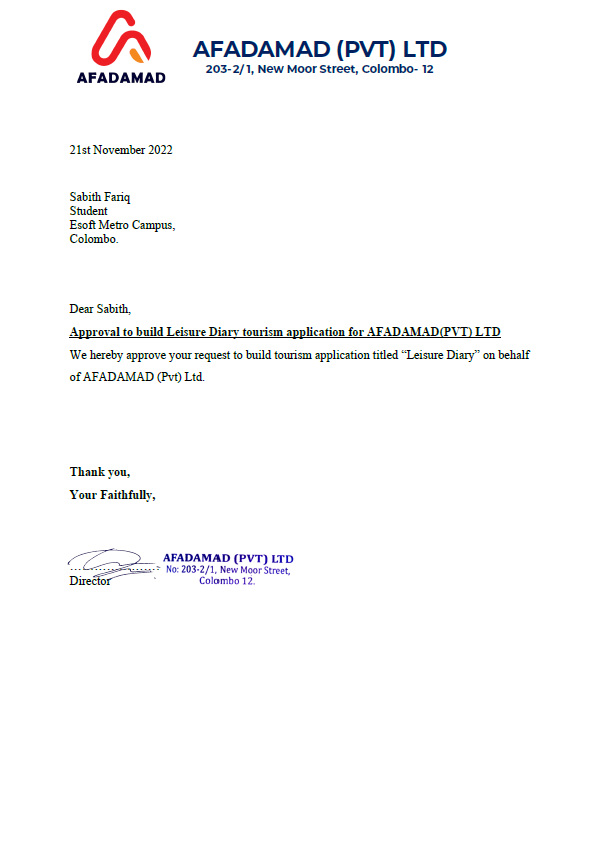 AFADAMAD
AFADAMAD (PVT) LTD
203-2/1, New Moor Street, Colombo- 12
21st November 2022
Sabith Fariq
Student
Esoft Metro Campus,
Colombo.
Dear Sabith,
Approval to build Leisure Diary tourism application for AFADAMAD(PVT) LTD
We hereby approve your request to build tourism application titled “Leisure Diary” on behalf
of AFADAMAD (Pvt) Ltd.
Thank you,
Your Faithfully,
AFADAMAD (PVT) LTD
No: 203-2/1, New Moor Street,
Colombo 12.
Director